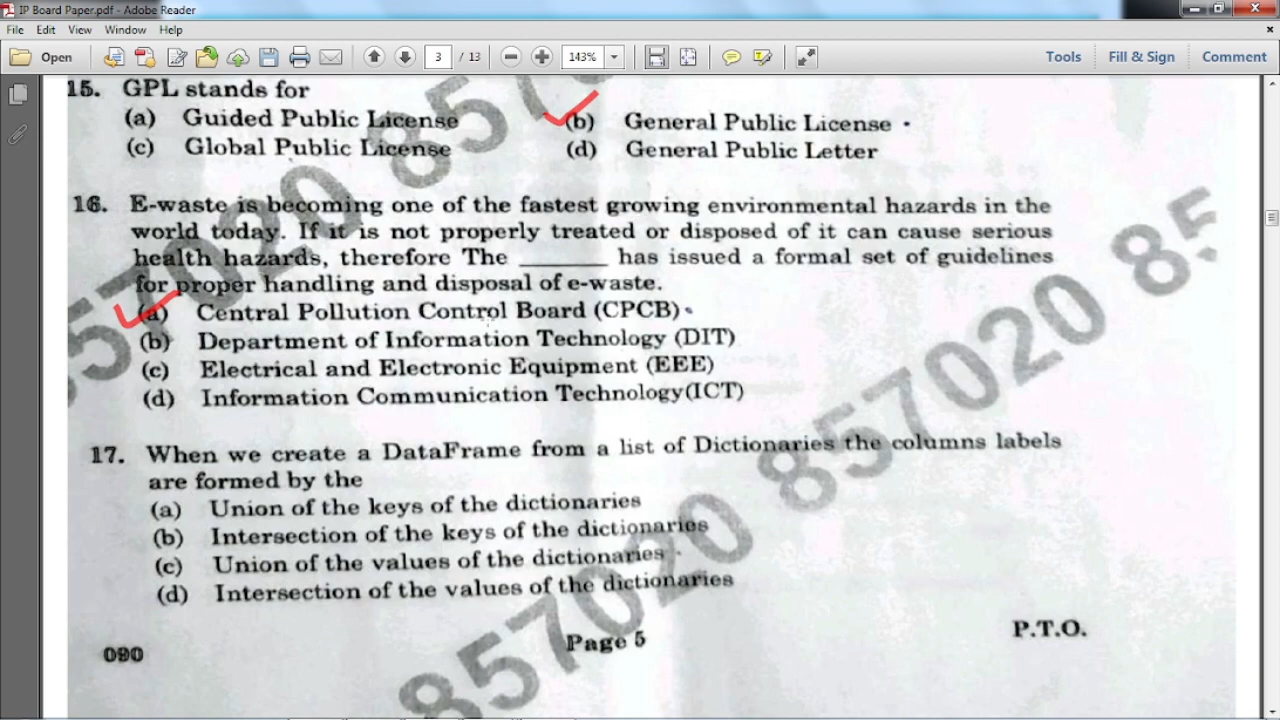 IP Board Paper.pdf - Adobe Reader
File Edit View Window Help
Open 3 / 13 143% Tools Fill & Sign Comment
15. GPL stands for
(a) Guided Public License (b) General Public License
(c) Global Public License (d) General Public Letter
16. E-waste is becoming one of the fastest growing environmental hazards in the
world today. If it is not properly treated or disposed of it can cause serious
health hazards, therefore The ______ has issued a formal set of guidelines
for proper handling and disposal of e-waste.
(a) Central Pollution Control Board (CPCB)
(b) Department of Information Technology (DIT)
(c) Electrical and Electronic Equipment (EEE)
(d) Information Communication Technology(ICT)
17. When we create a DataFrame from a list of Dictionaries the columns labels
are formed by the
(a) Union of the keys of the dictionaries
(b) Intersection of the keys of the dictionaries
(c) Union of the values of the dictionaries
(d) Intersection of the values of the dictionaries
090 Page 5 P.T.O.
857020 857020 85